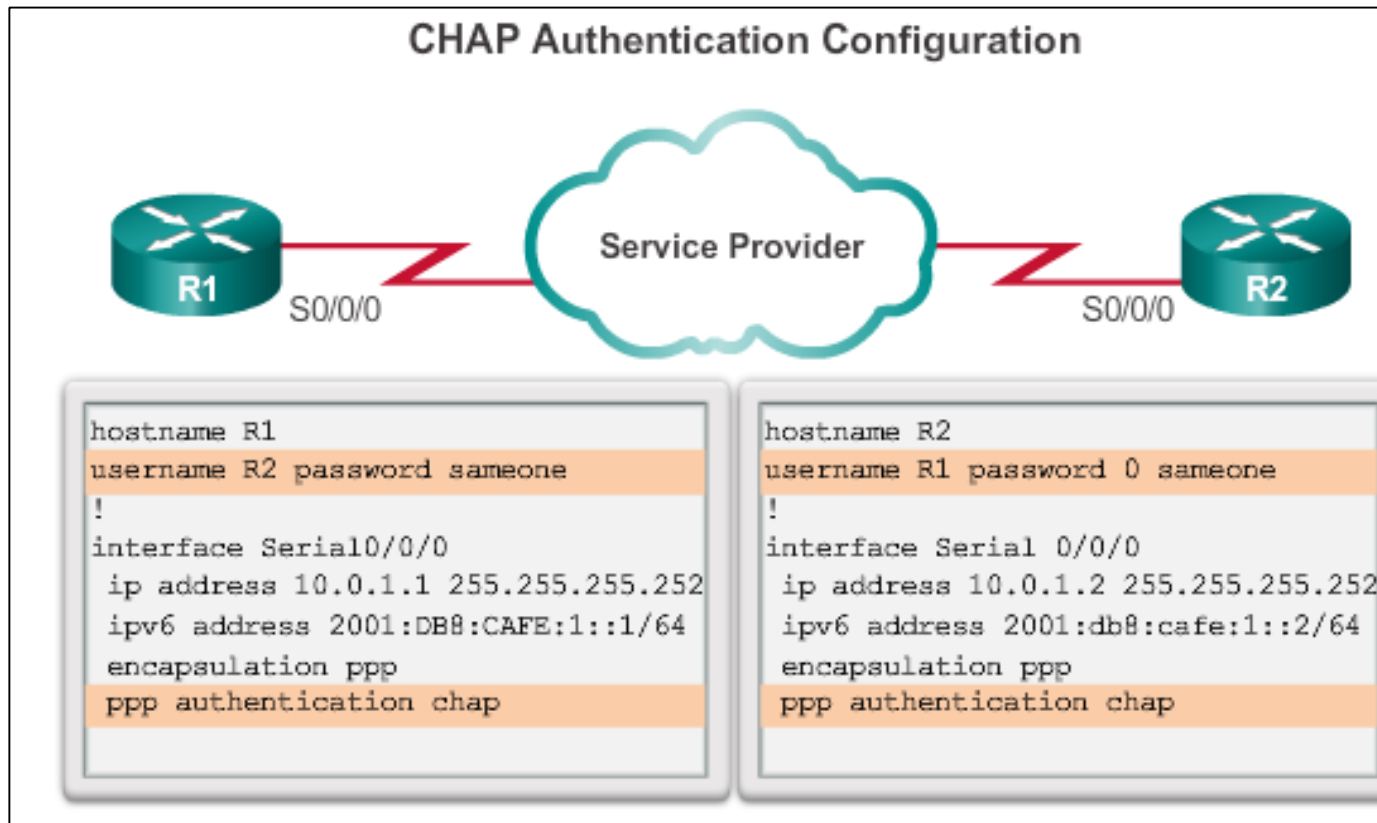 CHAP Authentication Configuration
Service Provider
R1
R2
S0/0/0
S0/0/0
hostname R1
username R2 password sameone
!
interface Serial0/0/0
ip address 10.0.1.1 255.255.255.252
ipv6 address 2001:DB8:CAFE:1::1/64
encapsulation ppp
ppp authentication chap
hostname R2
username R1 password 0 sameone
!
interface Serial 0/0/0
ip address 10.0.1.2 255.255.255.252
ipv6 address 2001:db8:cafe:1::2/64
encapsulation ppp
ppp authentication chap